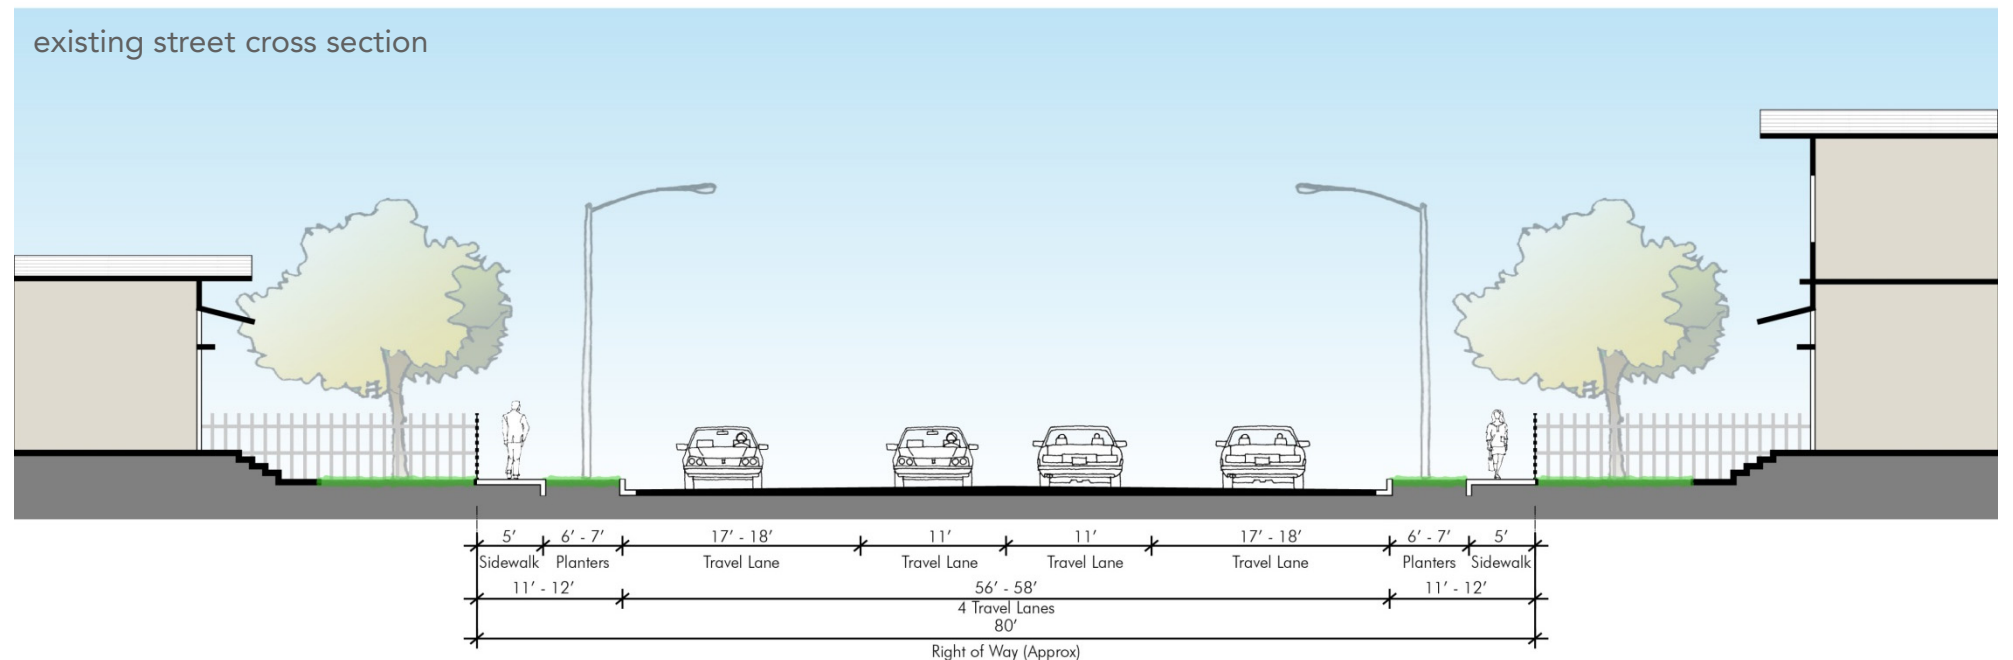 existing street cross section
5' 6' - 7' 17' - 18' 11' 11' 17' - 18' 6' - 7' 5'
Sidewalk Planters Travel Lane Travel Lane Travel Lane Travel Lane Planters Sidewalk
11' - 12' 56' - 58' 11' - 12'
4 Travel Lanes
80'
Right of Way (Approx)